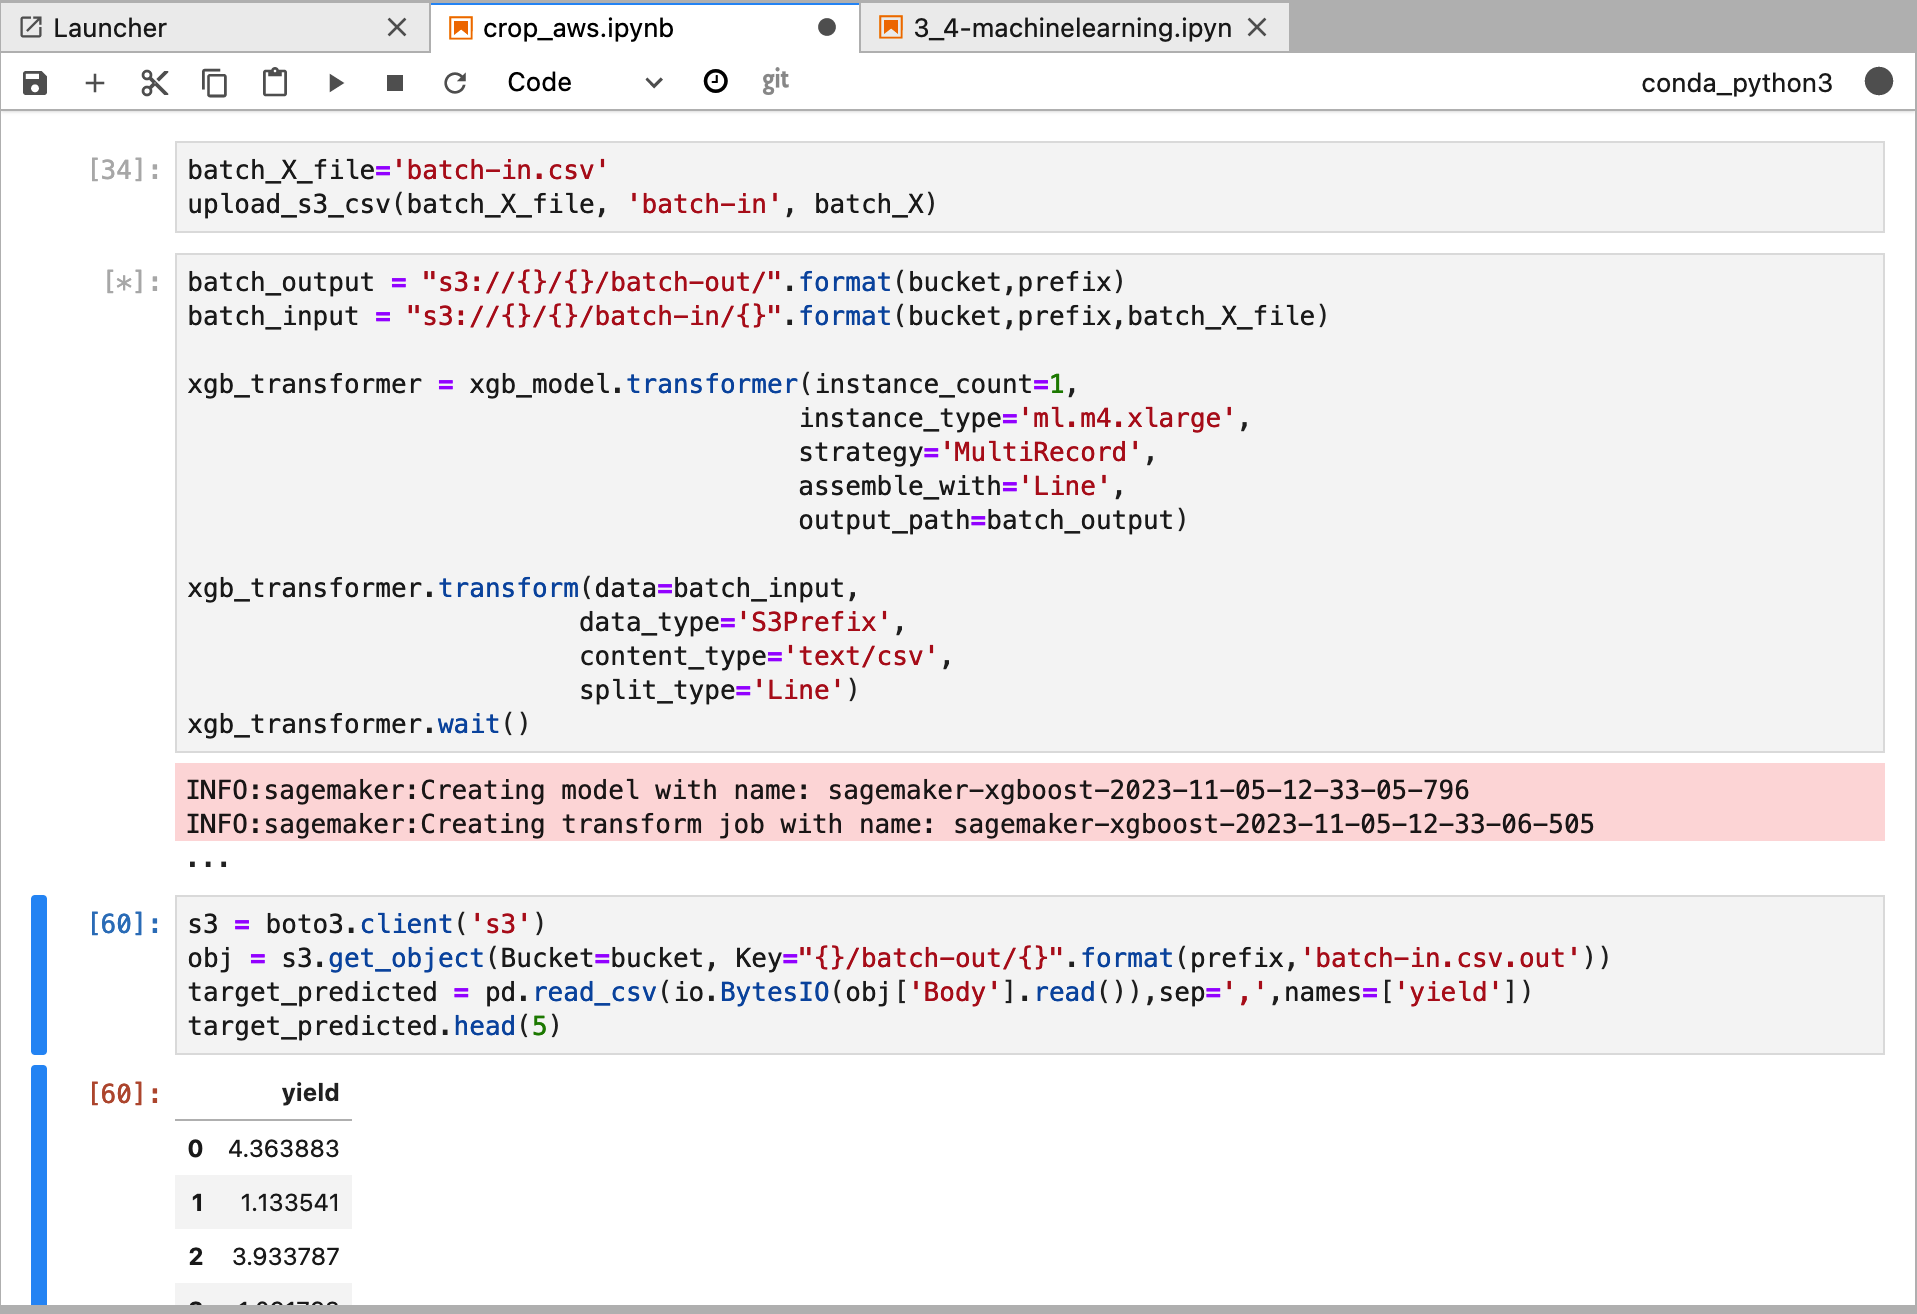 Launcher
crop_aws.ipynb
3_4-machinelearning.ipyn
Code
git
conda_python3
[34]:
batch_X_file='batch-in.csv'
upload_s3_csv(batch_X_file, 'batch-in', batch_X)
[*]:
batch_output = "s3://{}/{}/batch-out/".format(bucket,prefix)
batch_input = "s3://{}/{}/batch-in/{}".format(bucket,prefix,batch_X_file)
xgb_transformer = xgb_model.transformer(instance_count=1,
instance_type='ml.m4.xlarge',
strategy='MultiRecord',
assemble_with='Line',
output_path=batch_output)
xgb_transformer.transform(data=batch_input,
data_type='S3Prefix',
content_type='text/csv',
split_type='Line')
xgb_transformer.wait()
INFO:sagemaker:Creating model with name: sagemaker-xgboost-2023-11-05-12-33-05-796
INFO:sagemaker:Creating transform job with name: sagemaker-xgboost-2023-11-05-12-33-06-505
...
[60]:
s3 = boto3.client('s3')
obj = s3.get_object(Bucket=bucket, Key="{}/batch-out/{}".format(prefix,'batch-in.csv.out'))
target_predicted = pd.read_csv(io.BytesIO(obj['Body'].read()),sep=',',names=['yield'])
target_predicted.head(5)
[60]:
yield
0 4.363883
1 1.133541
2 3.933787